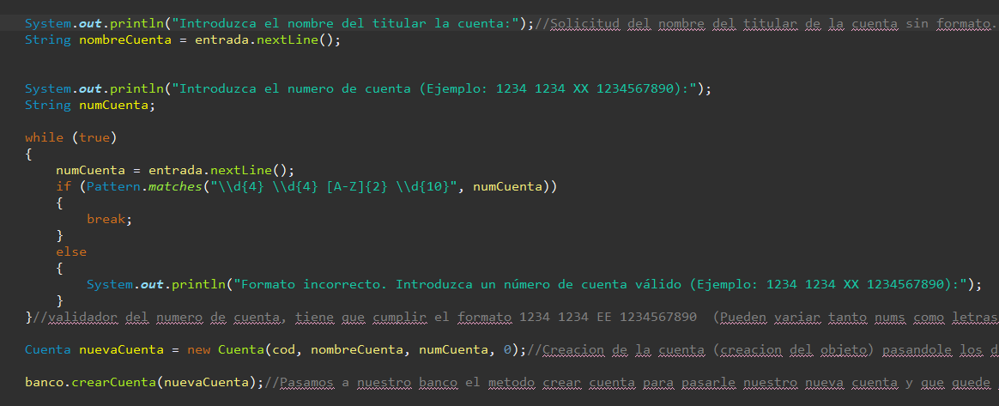 System.out.println("Introduzca el nombre del titular la cuenta:");//Solicitud del nombre del titular de la cuenta sin formato.
String nombreCuenta = entrada.nextLine();
System.out.println("Introduzca el numero de cuenta (Ejemplo: 1234 1234 XX 1234567890):");
String numCuenta;
while (true)
{
numCuenta = entrada.nextLine();
if (Pattern.matches("\\d{4} \\d{4} [A-Z]{2} \\d{10}", numCuenta))
{
break;
}
else
{
System.out.println("Formato incorrecto. Introduzca un número de cuenta válido (Ejemplo: 1234 1234 XX 1234567890):");
}
}//validador del numero de cuenta, tiene que cumplir el formato 1234 1234 EE 1234567890 (Pueden variar tanto nums como letras
Cuenta nuevaCuenta = new Cuenta(cod, nombreCuenta, numCuenta, 0);//Creacion de la cuenta (creacion del objeto) pasandole los d
banco.crearCuenta(nuevaCuenta);//Pasamos a nuestro banco el metodo crear cuenta para pasarle nuestro nueva cuenta y que quede